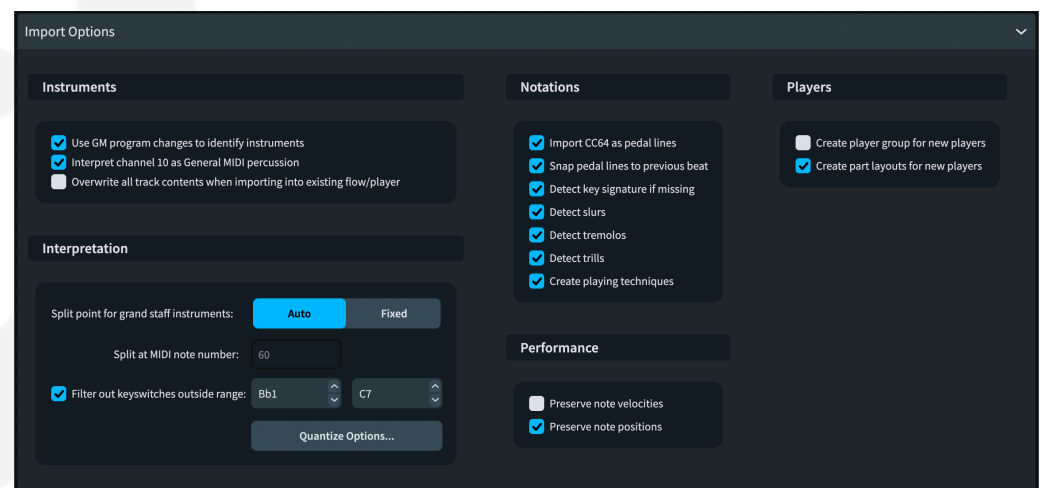 Import Options
Instruments
Use GM program changes to identify instruments
Interpret channel 10 as General MIDI percussion
Overwrite all track contents when importing into existing flow/player
Interpretation
Split point for grand staff instruments: Auto Fixed
Split at MIDI note number: 60
Filter out keyswitches outside range: Bb1 C7
Quantize Options...
Notations
Import CC64 as pedal lines
Snap pedal lines to previous beat
Detect key signature if missing
Detect slurs
Detect tremolos
Detect trills
Create playing techniques
Performance
Preserve note velocities
Preserve note positions
Players
Create player group for new players
Create part layouts for new players